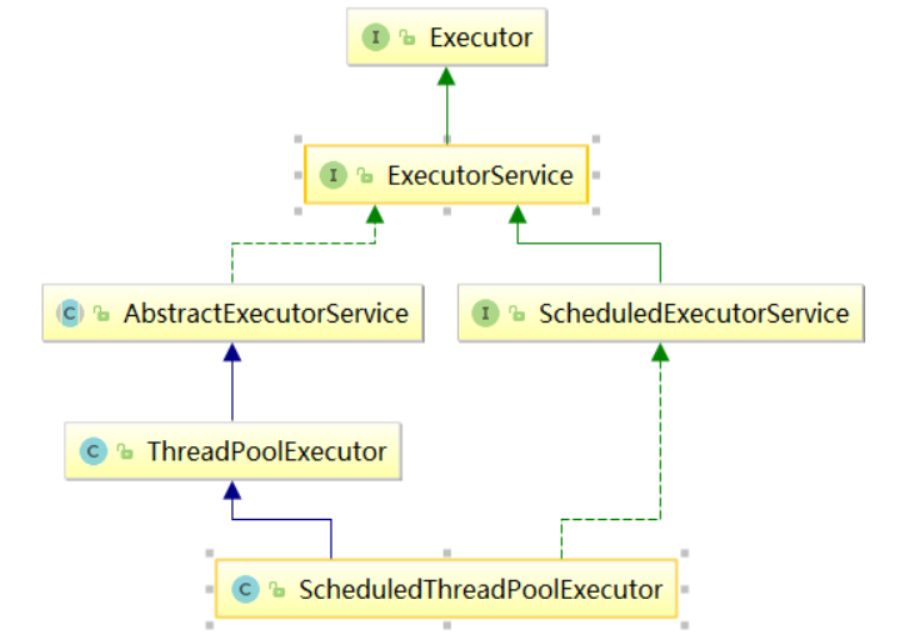 I Executor
I ExecutorService
C AbstractExecutorService
I ScheduledExecutorService
C ThreadPoolExecutor
C ScheduledThreadPoolExecutor